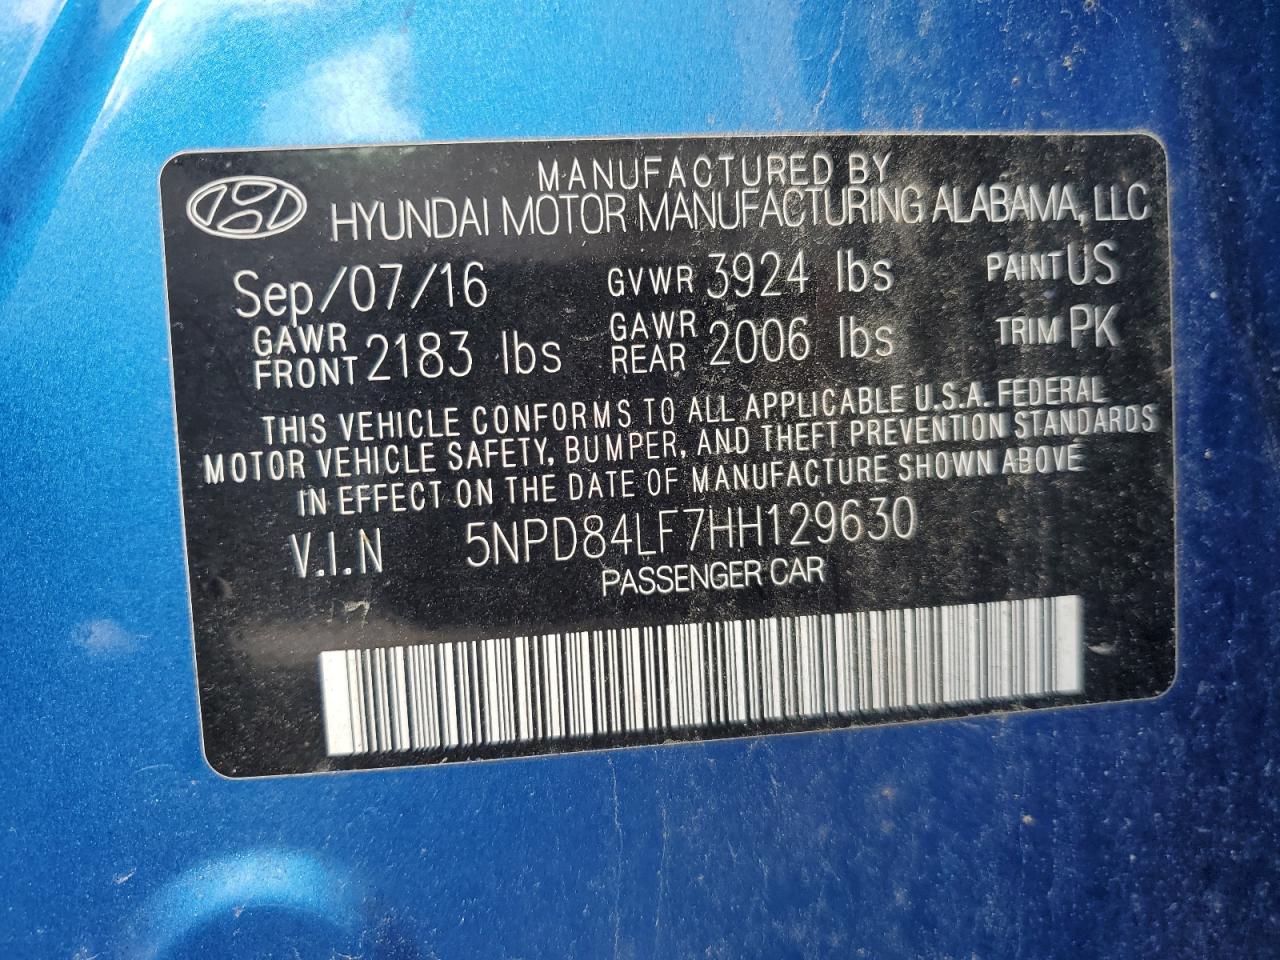 MANUFACTURED BY
HYUNDAI MOTOR MANUFACTURING ALABAMA, LLC
Sep/07/16 GVWR 3924 lbs PAINT US
GAWR FRONT 2183 lbs GAWR REAR 2006 lbs TRIM PK
THIS VEHICLE CONFORMS TO ALL APPLICABLE U.S.A. FEDERAL
MOTOR VEHICLE SAFETY, BUMPER, AND THEFT PREVENTION STANDARDS
IN EFFECT ON THE DATE OF MANUFACTURE SHOWN ABOVE
V.I.N 5NPD84LF7HH129630
PASSENGER CAR